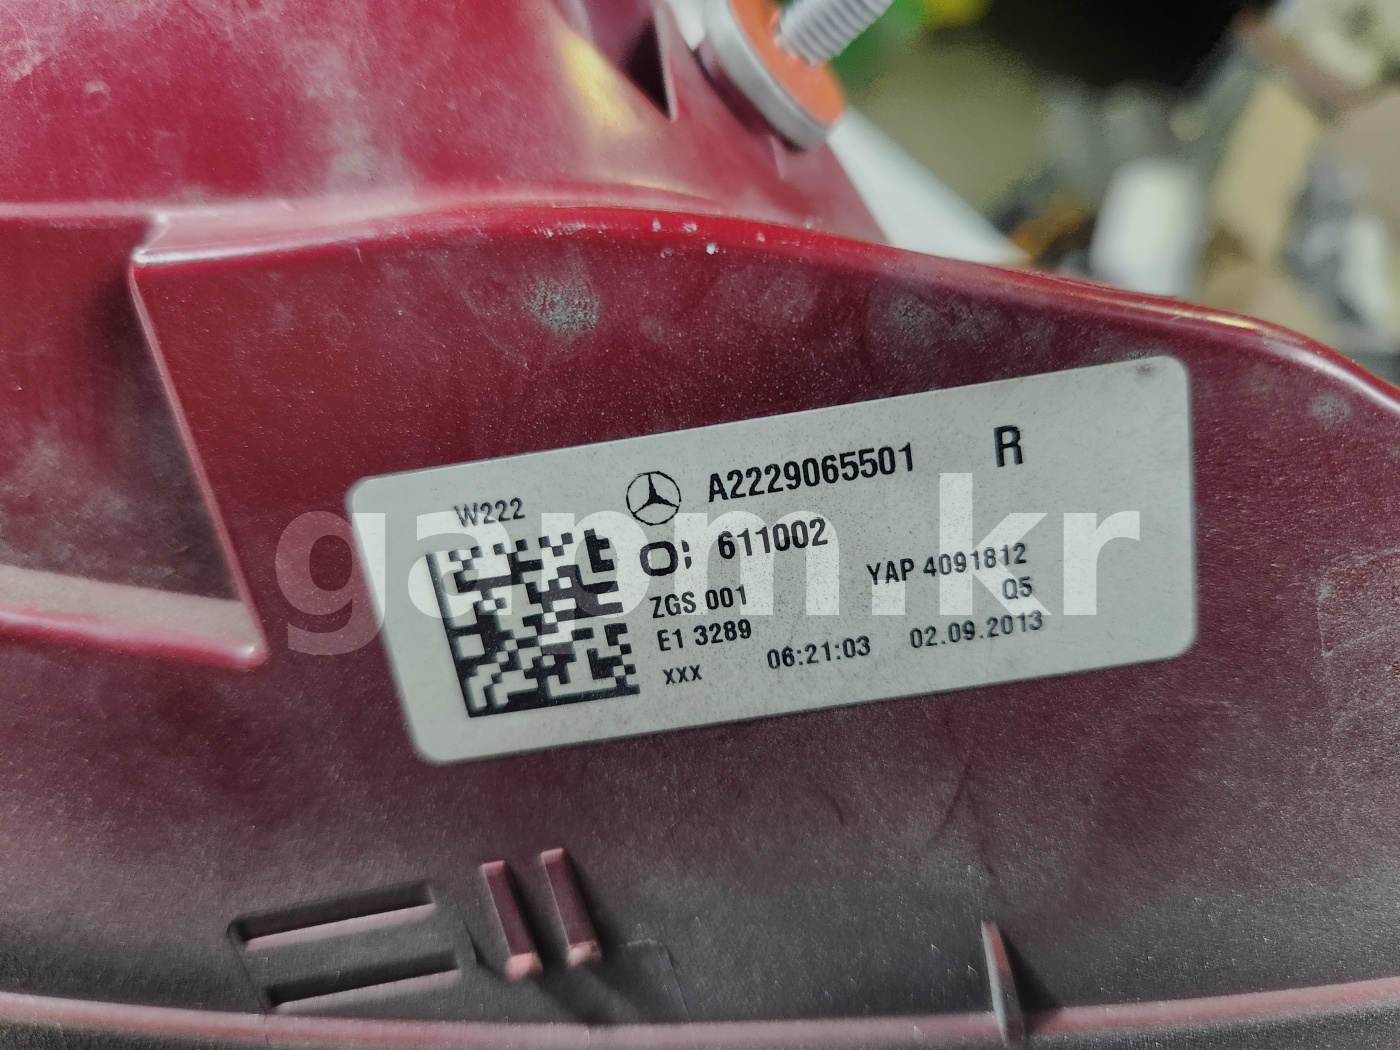 W222 A2229065501 R
611002
ZGS 001 YAP 4091812
E1 3289 Q5
xxx 06:21:03 02.09.2013
gapm.kr